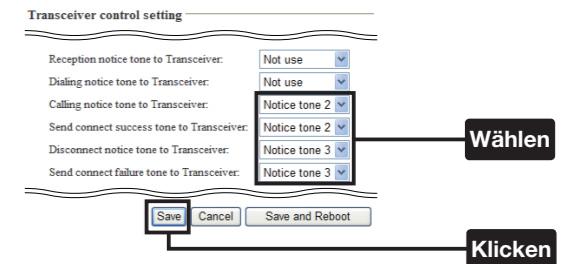 Transceiver control setting
Reception notice tone to Transceiver: Not use
Dialing notice tone to Transceiver: Not use
Calling notice tone to Transceiver: Notice tone 2
Send connect success tone to Transceiver: Notice tone 2
Disconnect notice tone to Transceiver: Notice tone 3
Send connect failure tone to Transceiver: Notice tone 3
Wählen
Save Cancel Save and Reboot
Klicken